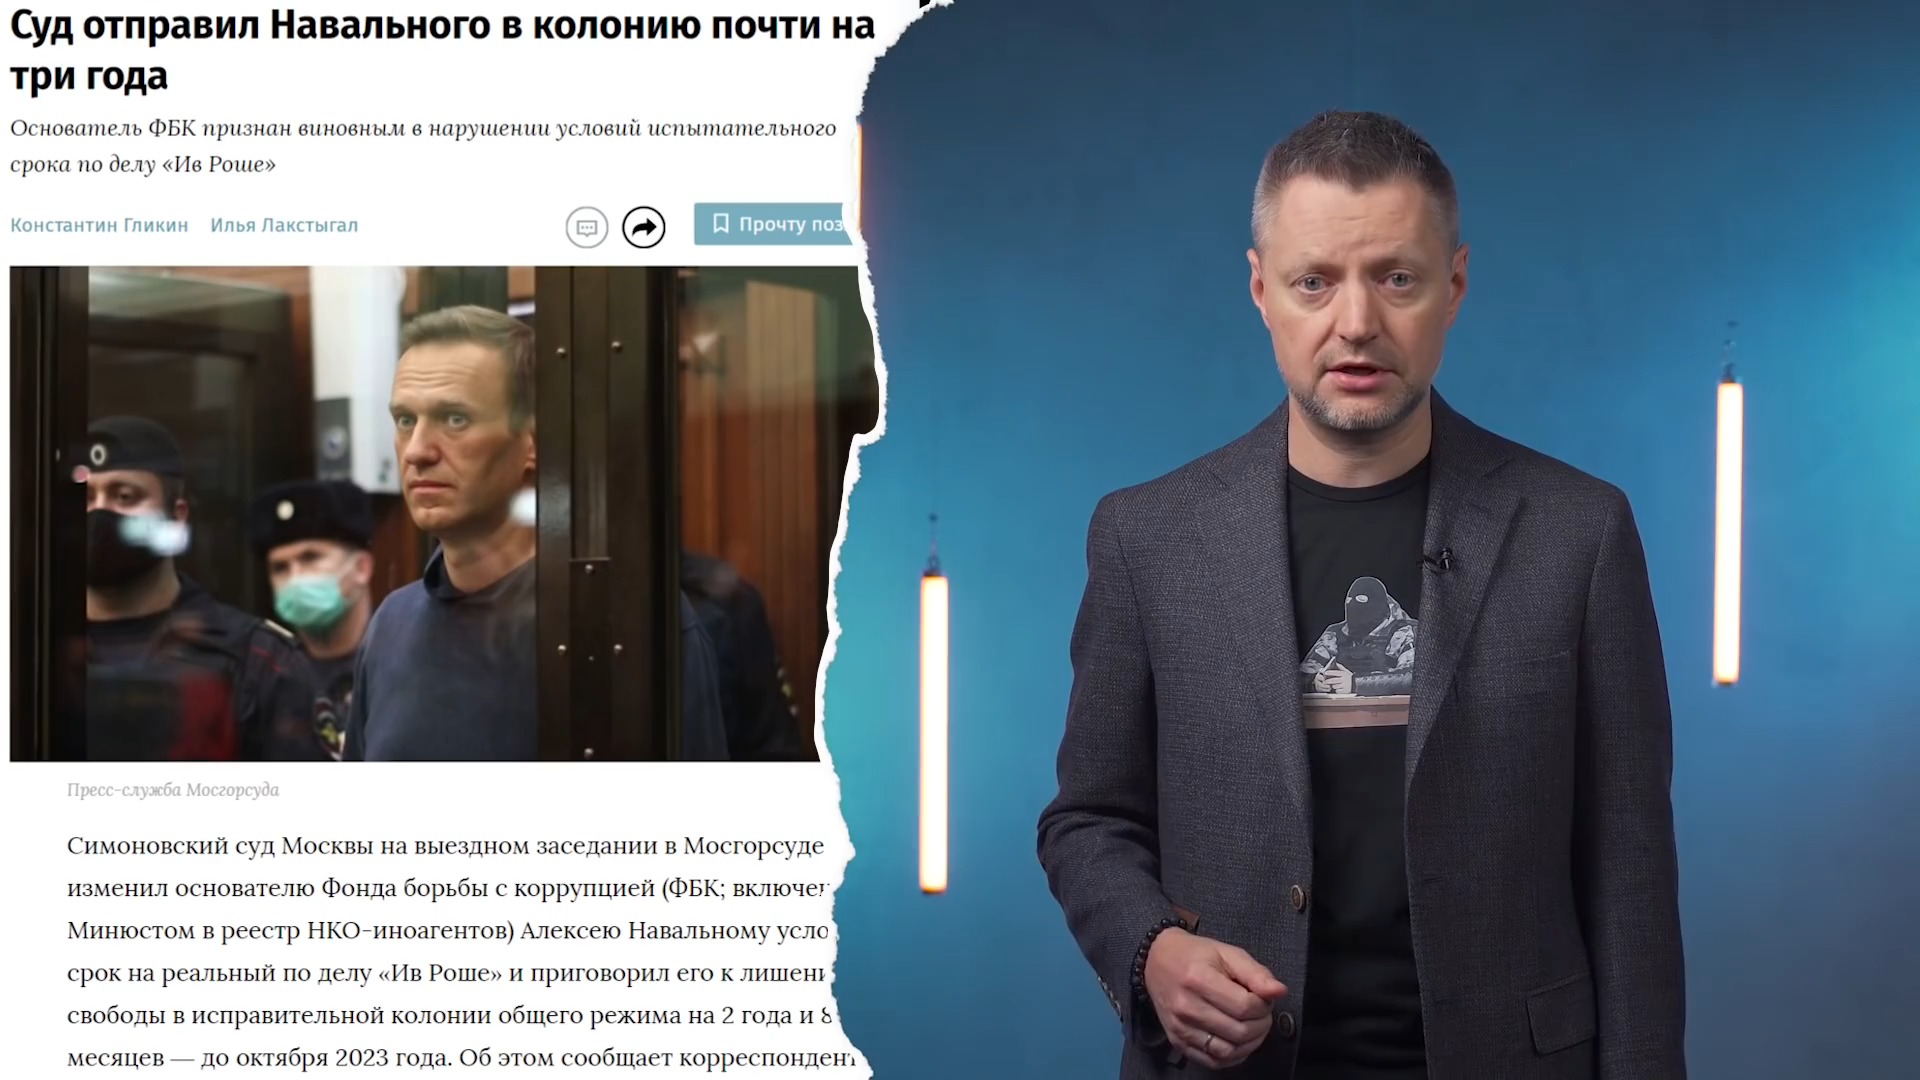 Суд отправил Навального в колонию почти на
три года
Основатель ФБК признан виновным в нарушении условий испытательного
срока по делу «Ив Роше»
Константин Гликин Илья Лакстыгал
Прочту поз
Пресс-служба Мосгорсуда
Симоновский суд Москвы на выездном заседании в Мосгорсуде
изменил основателю Фонда борьбы с коррупцией (ФБК; включен
Минюстом в реестр НКО-иноагентов) Алексею Навальному усло
срок на реальный по делу «Ив Роше» и приговорил его к лишени
свободы в исправительной колонии общего режима на 2 года и 8
месяцев — до октября 2023 года. Об этом сообщает корреспондент